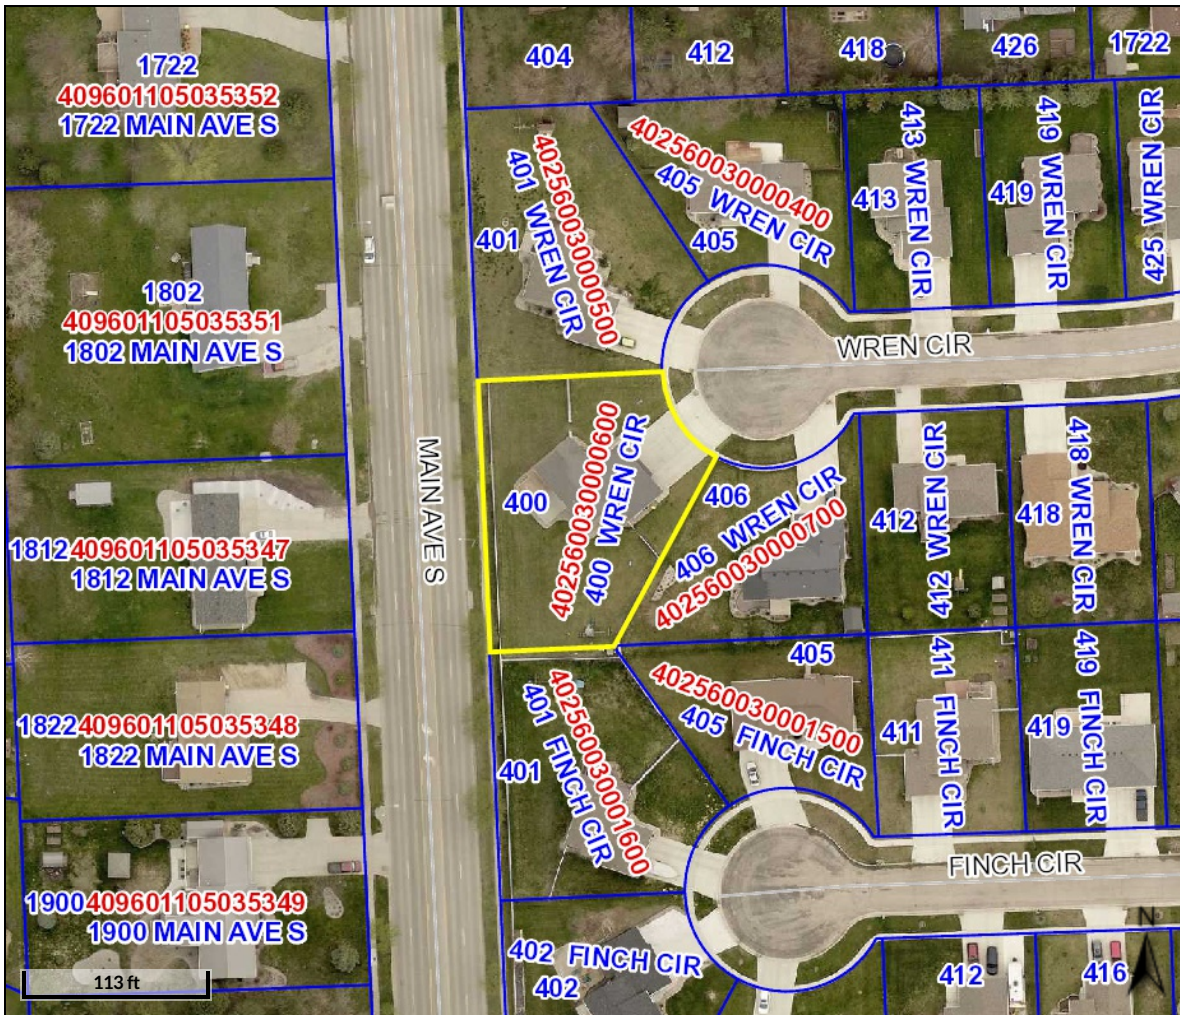 404
412
418
426
1722
1722
409601105035352
1722 MAIN AVE S
401
401 WREN CIR
402560030000500
402560030000400
405 WREN CIR
405
413
413 WREN CIR
419
419 WREN CIR
425 WREN CIR
1802
409601105035351
1802 MAIN AVE S
WREN CIR
MAIN AVE S
400
402560030000600
400 WREN CIR
406
406 WREN CIR
402560030000700
412
412 WREN CIR
418
418 WREN CIR
1812 409601105035347
1812 MAIN AVE S
405
402560030001500
405 FINCH CIR
411
411 FINCH CIR
419
419 FINCH CIR
1822 409601105035348
1822 MAIN AVE S
401
401 FINCH CIR
402560030001600
FINCH CIR
1900 409601105035349
1900 MAIN AVE S
402 FINCH CIR
402
412
416
N
113 ft